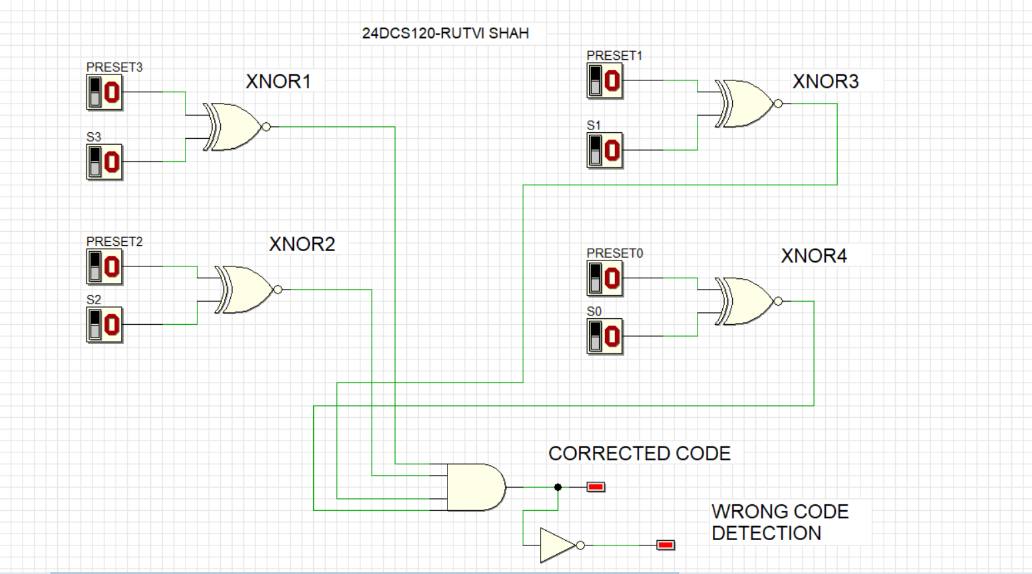 24DCS120-RUTVI SHAH
PRESET3
0
XNOR1
S3
0
PRESET2
0
XNOR2
S2
0
PRESET1
0
XNOR3
S1
0
PRESET0
0
XNOR4
S0
0
CORRECTED CODE
WRONG CODE
DETECTION